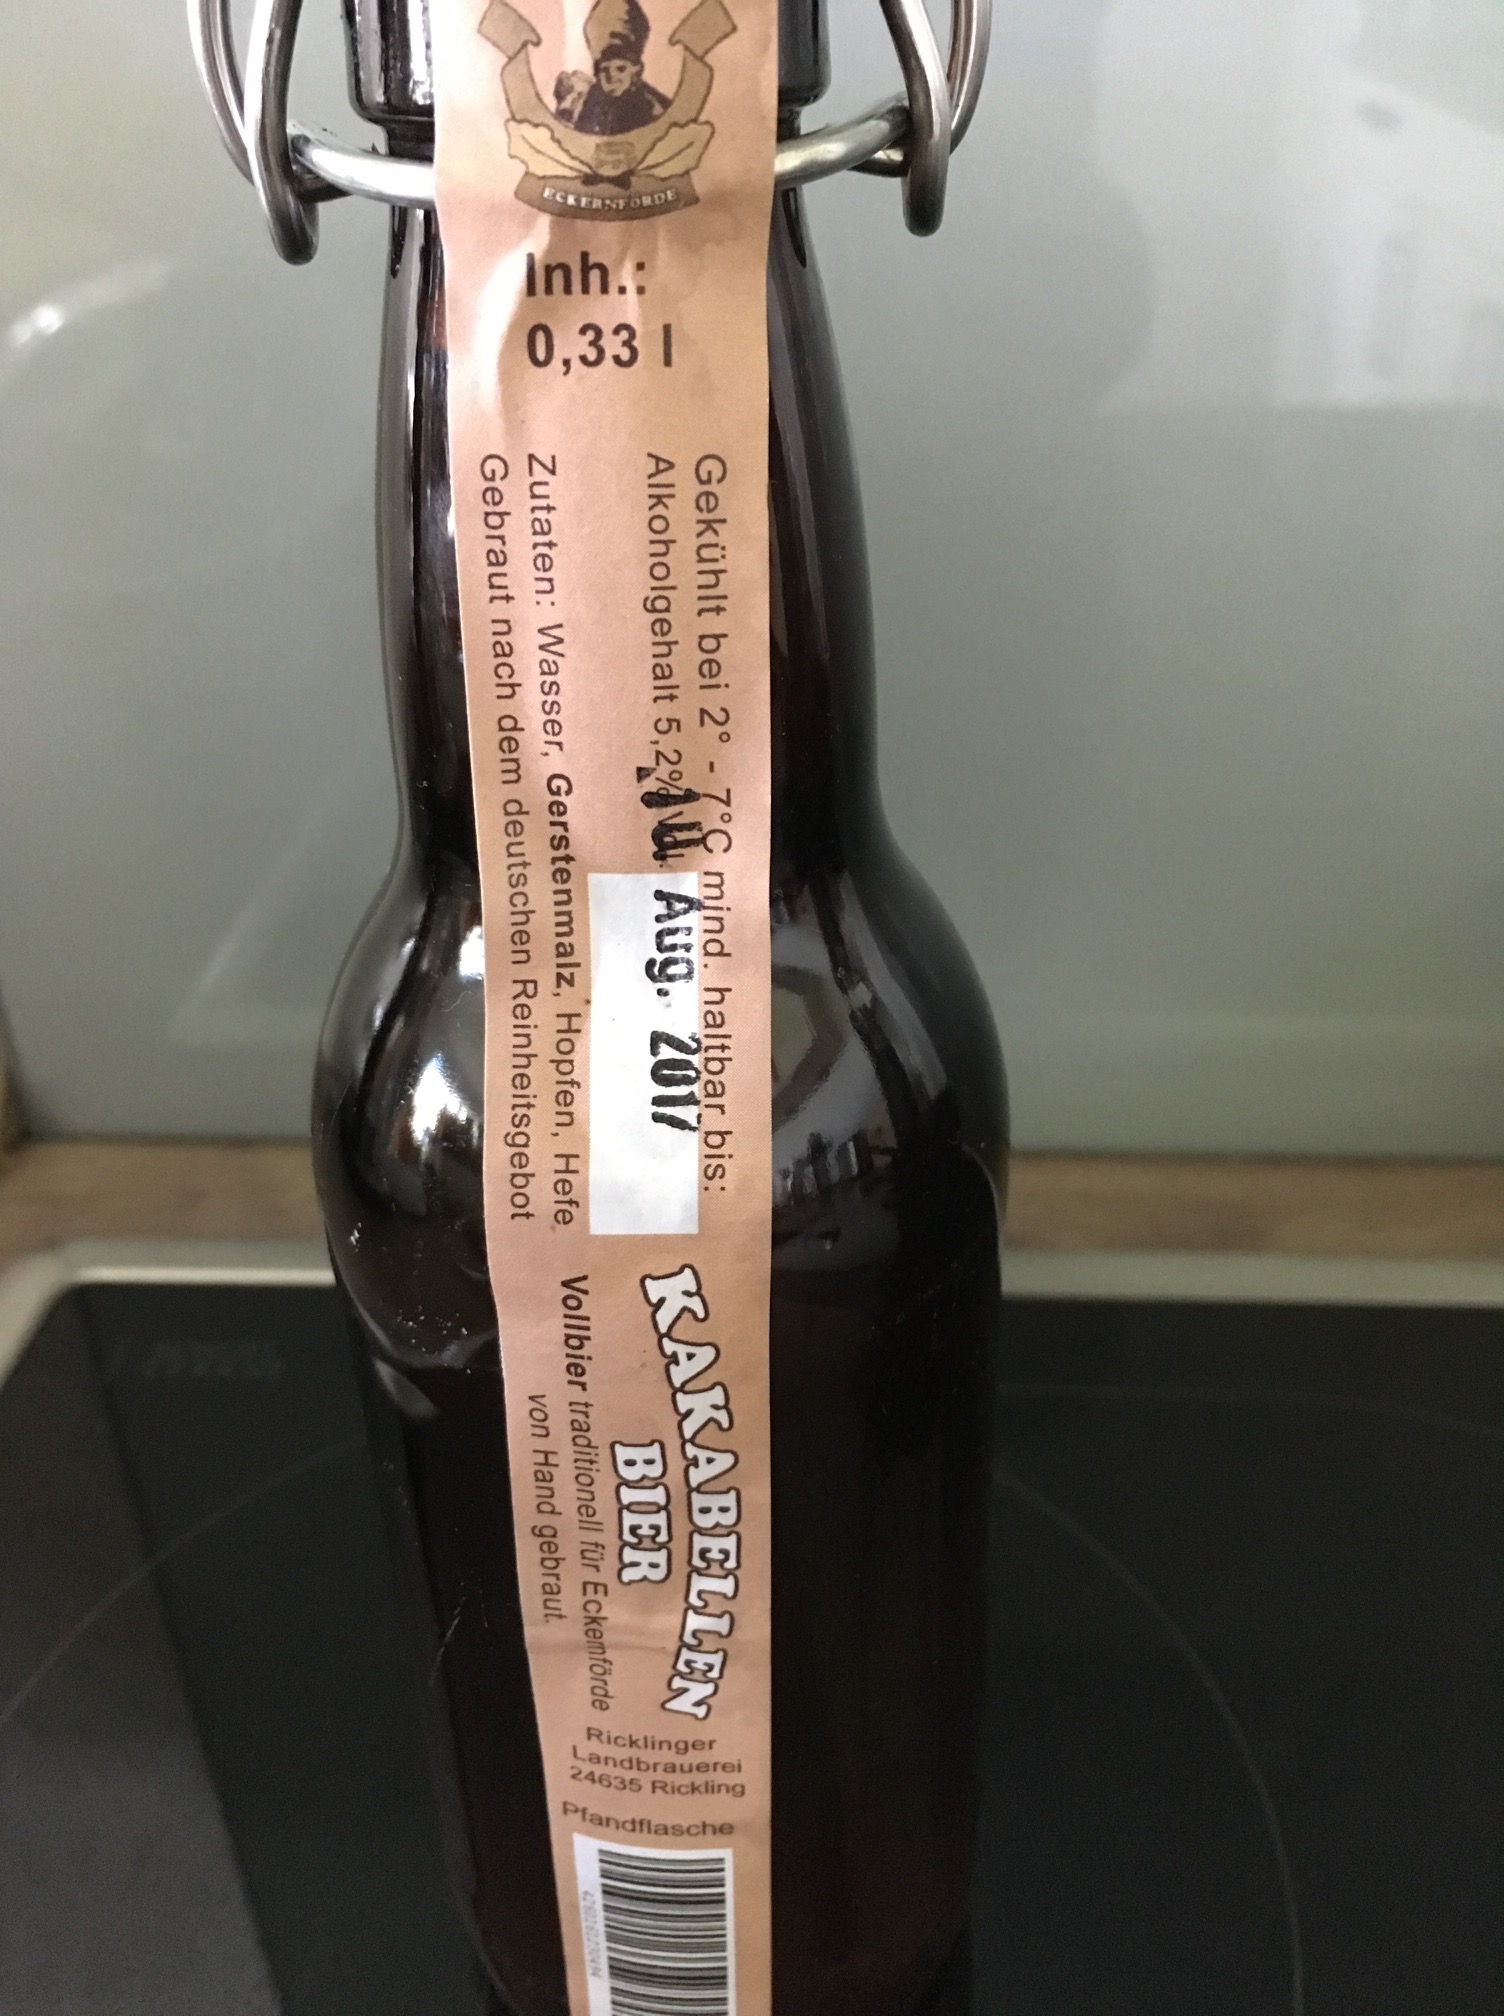 ECKERNFÖRDE
Inh.:
0,33 l
Gekühlt bei 2° - 7°C mind. haltbar bis:
Alkoholgehalt 5,2% Vol.
Aug. 2017
Zutaten: Wasser, Gerstenmalz, Hopfen, Hefe
Gebraut nach dem deutschen Reinheitsgebot
KAKABELLEN
BIER
Vollbier traditionell für Eckernförde
von Hand gebraut.
Ricklinger
Landbrauerei
24635 Rickling
Pfandflasche